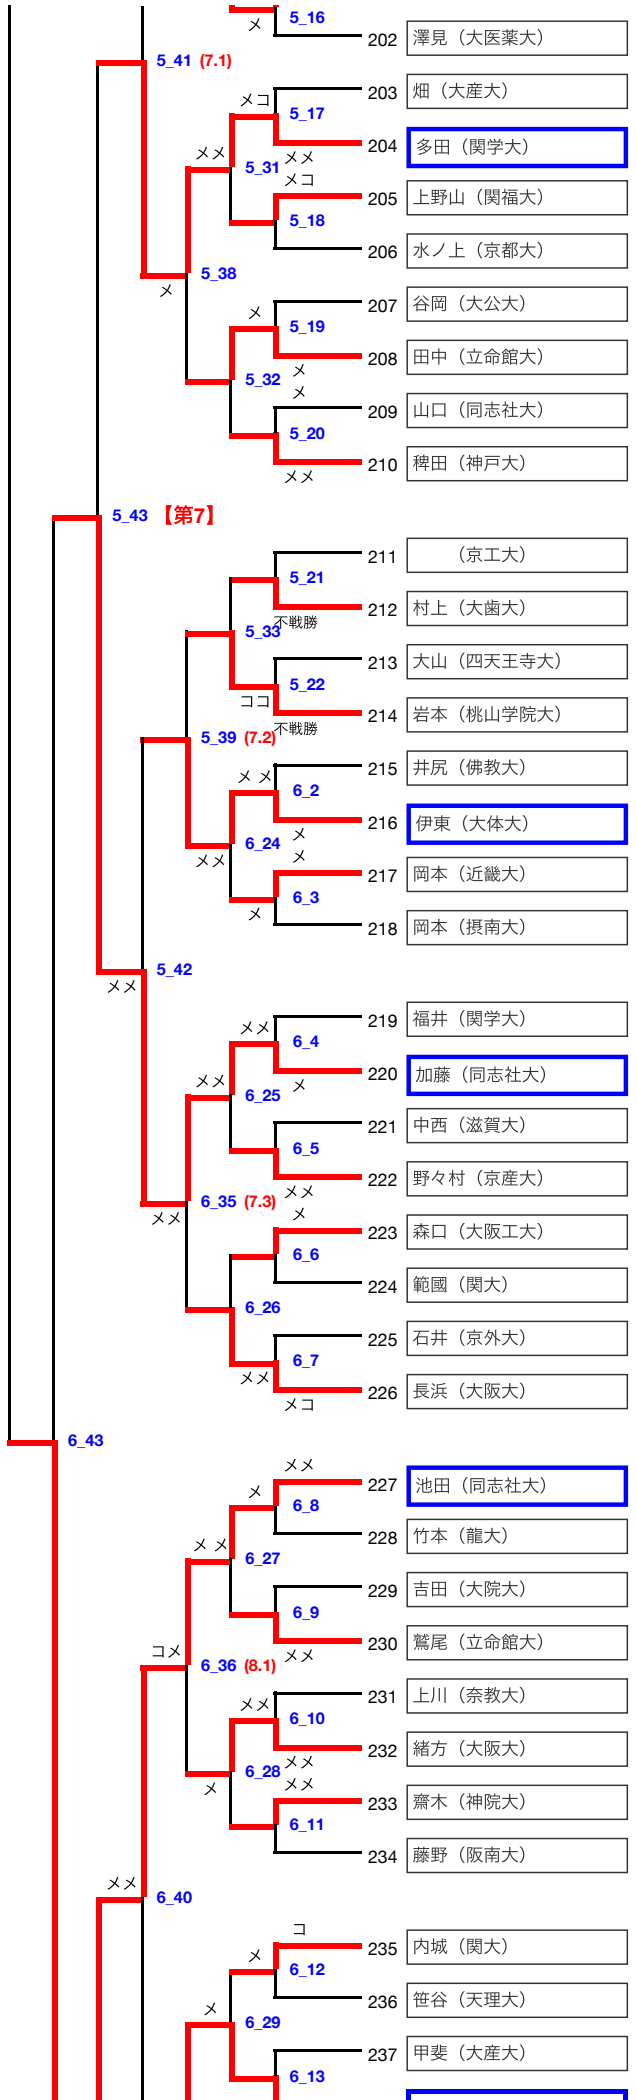 5_16
メ
202 澤見（大医薬大）
5_41 (7.1)
203 畑（大産大）
メコ
5_17
204 多田（関学大）
メメ
メメ
5_31
メコ
205 上野山（関福大）
5_18
206 水ノ上（京都大）
5_38
メ
207 谷岡（大公大）
メ
5_19
208 田中（立命館大）
メ
5_32
メ
209 山口（同志社大）
5_20
210 稗田（神戸大）
メメ
5_43 【第7】
211 （京工大）
5_21
212 村上（大歯大）
不戦勝
5_33
213 大山（四天王寺大）
5_22
ココ
214 岩本（桃山学院大）
不戦勝
5_39 (7.2)
215 井尻（佛教大）
メメ
6_2
216 伊東（大体大）
メ
6_24
メメ
メ
217 岡本（近畿大）
6_3
メ
218 岡本（摂南大）
5_42
メメ
219 福井（関学大）
メメ
6_4
220 加藤（同志社大）
メ
メメ
6_25
221 中西（滋賀大）
6_5
222 野々村（京産大）
メメ
6_35 (7.3)
メメ
メ
223 森口（大阪工大）
6_6
224 範國（関大）
6_26
225 石井（京外大）
6_7
メメ
226 長浜（大阪大）
メコ
6_43
メメ
227 池田（同志社大）
メ
6_8
228 竹本（龍大）
メメ
6_27
229 吉田（大院大）
6_9
230 鷲尾（立命館大）
メメ
コメ
6_36 (8.1)
231 上川（奈教大）
メメ
6_10
232 緒方（大阪大）
メメ
6_28
メ
メメ
233 齋木（神院大）
6_11
234 藤野（阪南大）
メメ
6_40
コ
235 内城（関大）
メ
6_12
236 笹谷（天理大）
メ
6_29
237 甲斐（大産大）
6_13